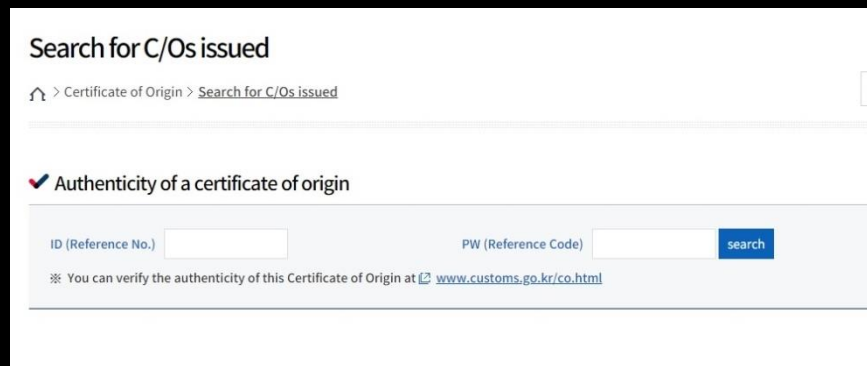 Search for C/Os issued
> Certificate of Origin > Search for C/Os issued
Authenticity of a certificate of origin
ID (Reference No.) PW (Reference Code) search
※ You can verify the authenticity of this Certificate of Origin at www.customs.go.kr/co.html